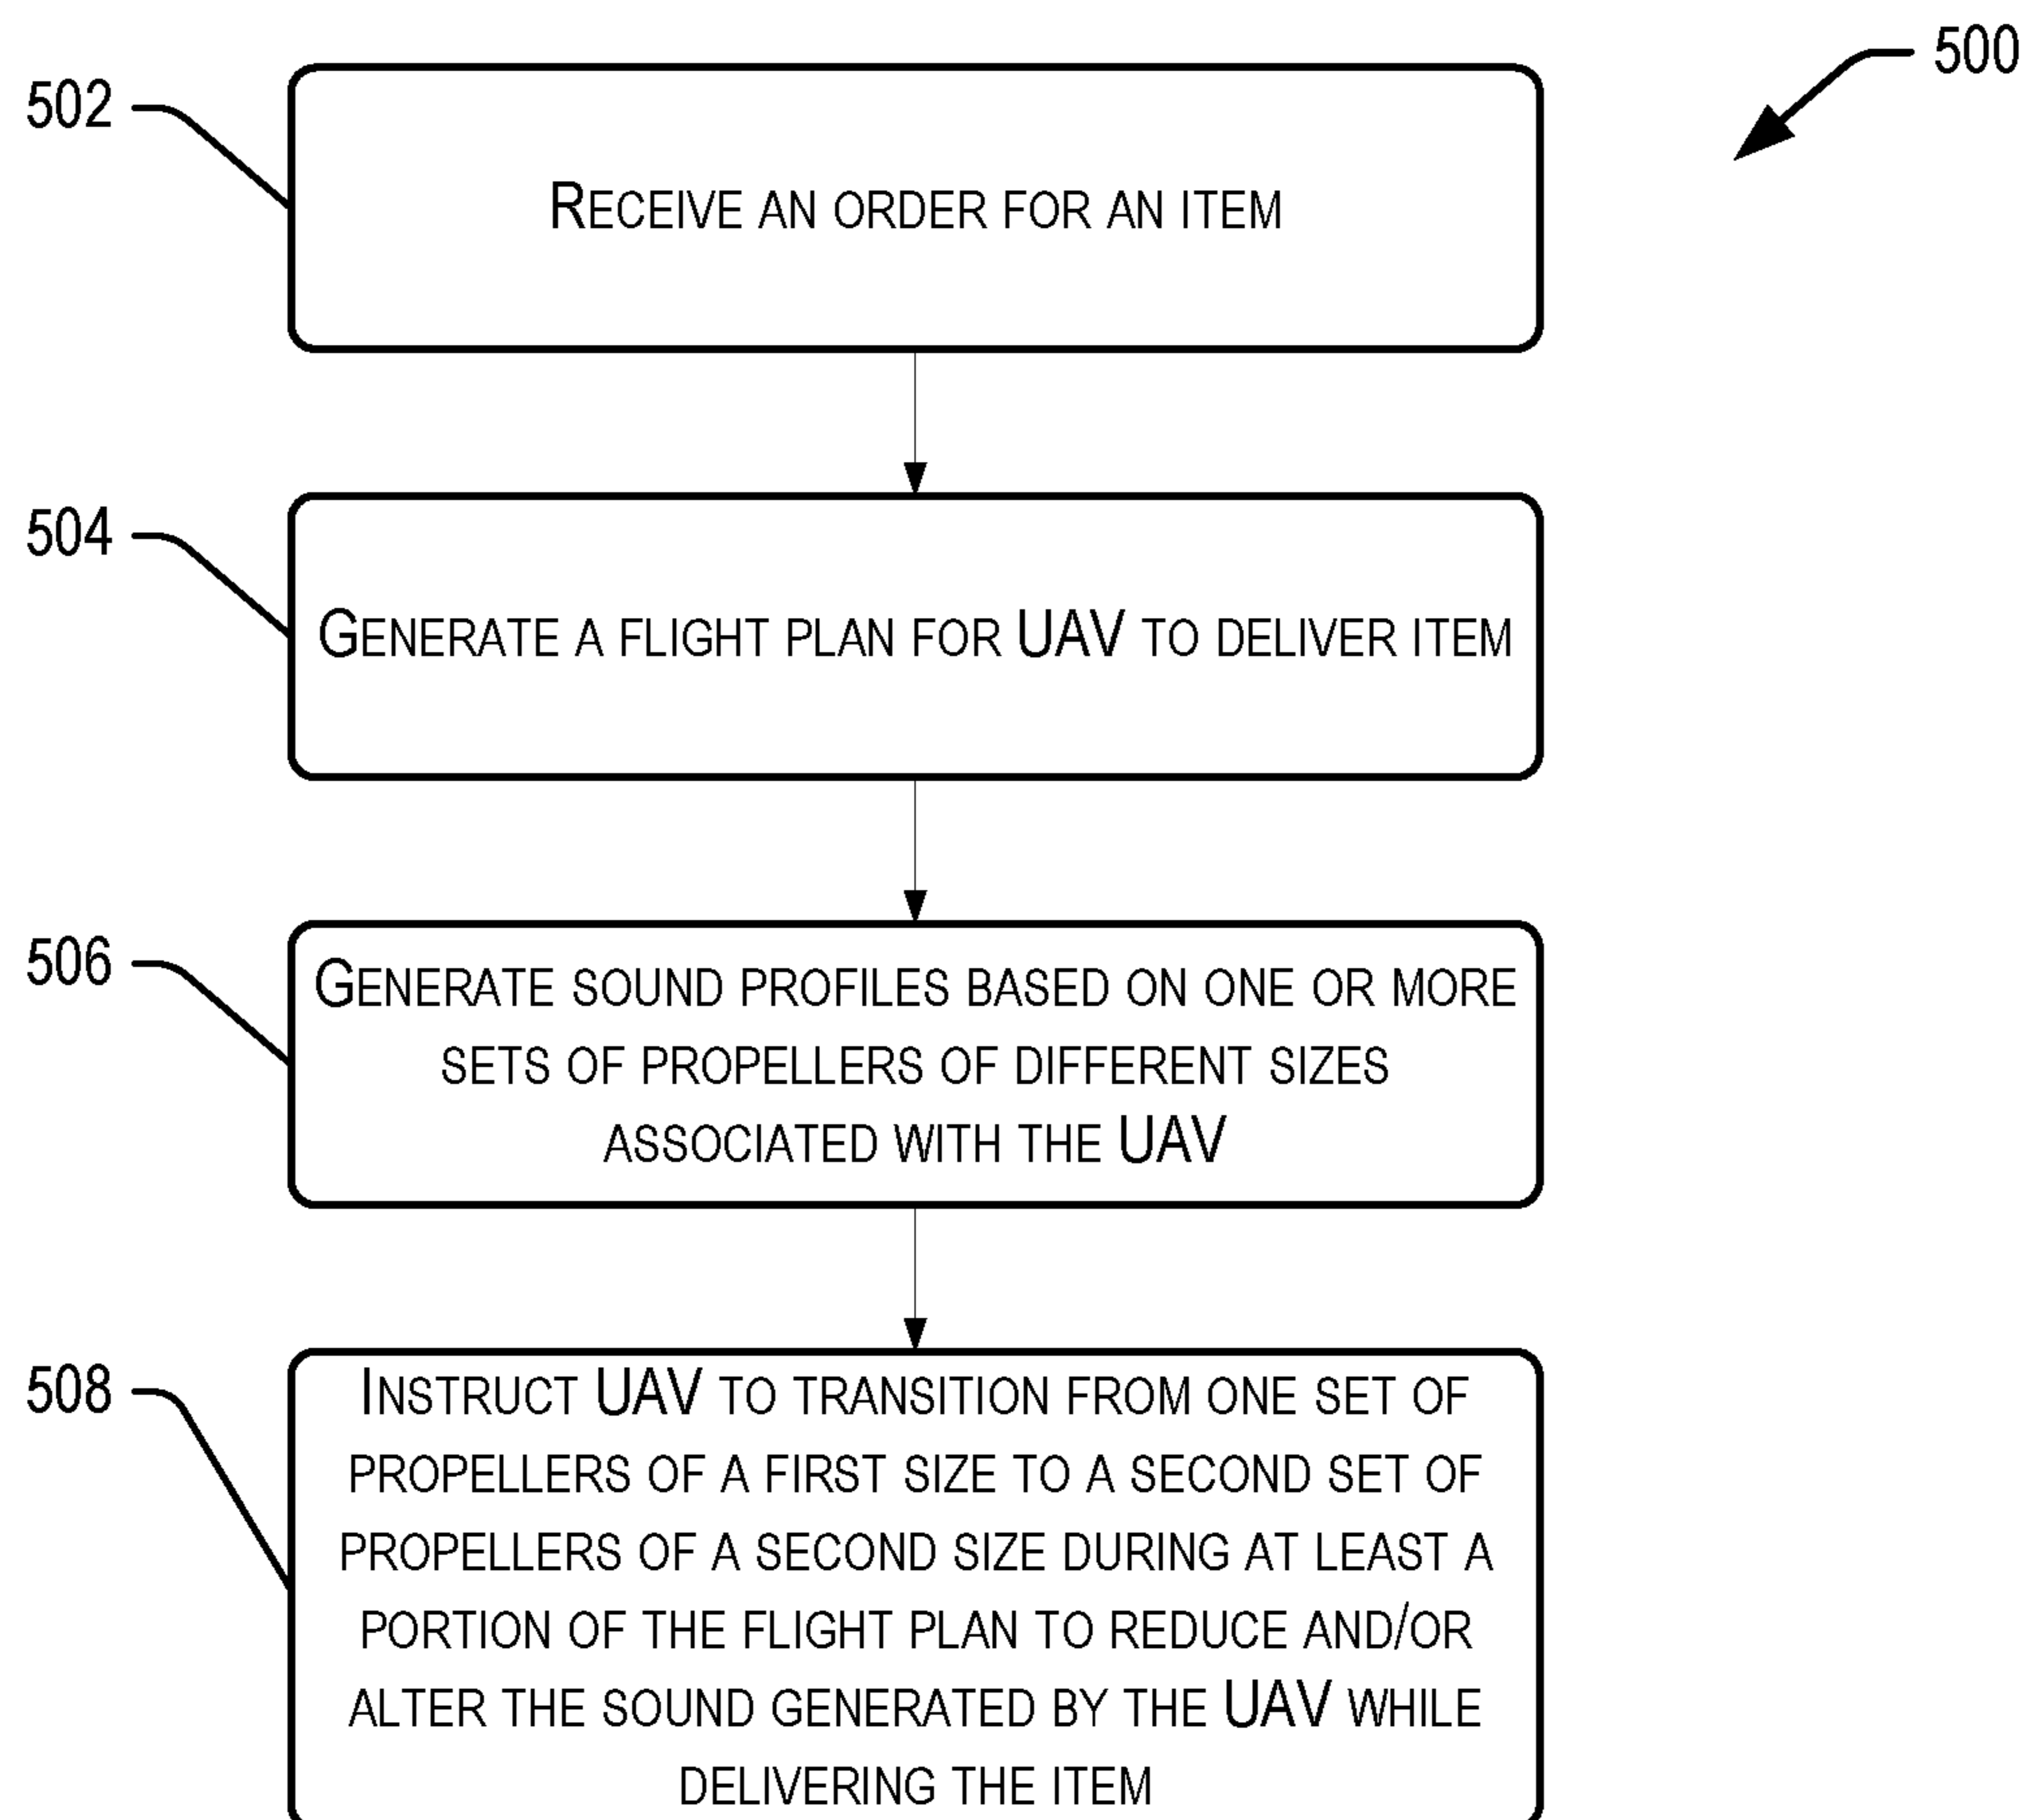 500
502
RECEIVE AN ORDER FOR AN ITEM
504
GENERATE A FLIGHT PLAN FOR UAV TO DELIVER ITEM
506
GENERATE SOUND PROFILES BASED ON ONE OR MORE
SETS OF PROPELLERS OF DIFFERENT SIZES
ASSOCIATED WITH THE UAV
508
INSTRUCT UAV TO TRANSITION FROM ONE SET OF
PROPELLERS OF A FIRST SIZE TO A SECOND SET OF
PROPELLERS OF A SECOND SIZE DURING AT LEAST A
PORTION OF THE FLIGHT PLAN TO REDUCE AND/OR
ALTER THE SOUND GENERATED BY THE UAV WHILE
DELIVERING THE ITEM